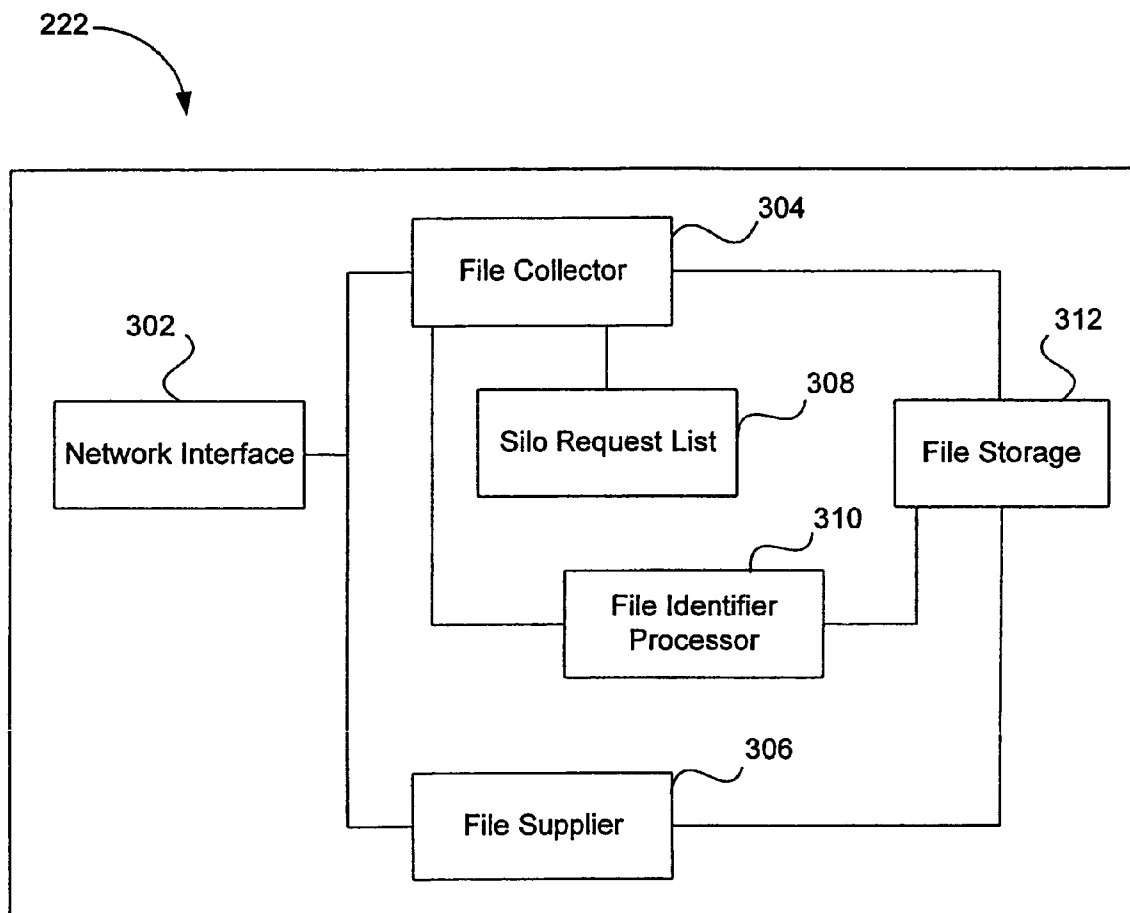 222
304
File Collector
302
312
308
Network Interface
Silo Request List
File Storage
310
File Identifier
Processor
306
File Supplier